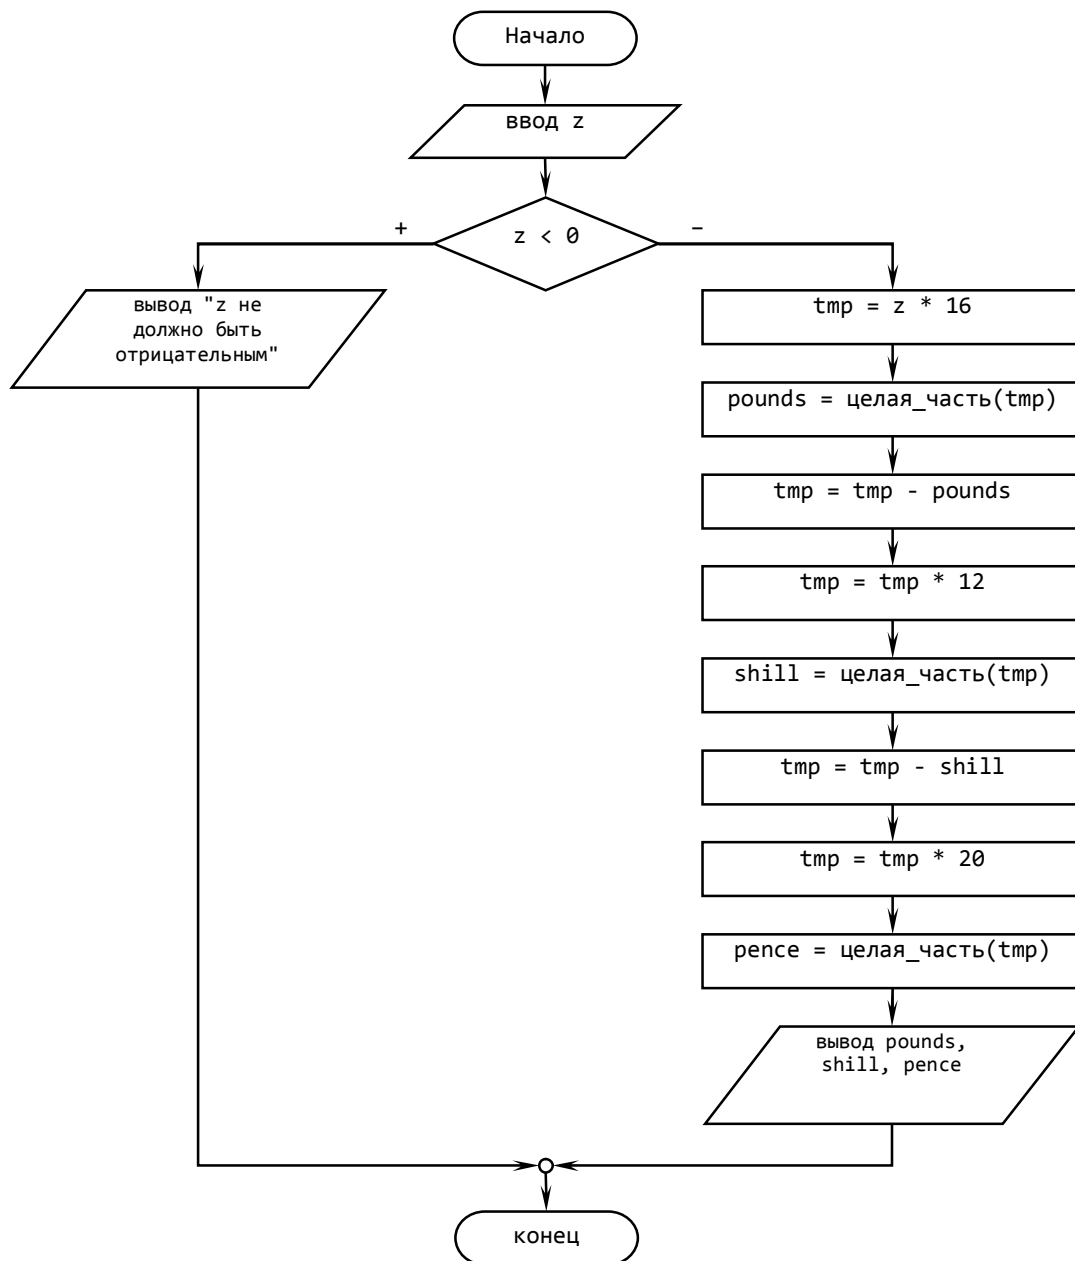 Начало
ввод z
z < 0
+
–
вывод "z не
должно быть
отрицательным"
tmp = z * 16
pounds = целая_часть(tmp)
tmp = tmp - pounds
tmp = tmp * 12
shill = целая_часть(tmp)
tmp = tmp - shill
tmp = tmp * 20
pence = целая_часть(tmp)
вывод pounds,
shill, pence
конец